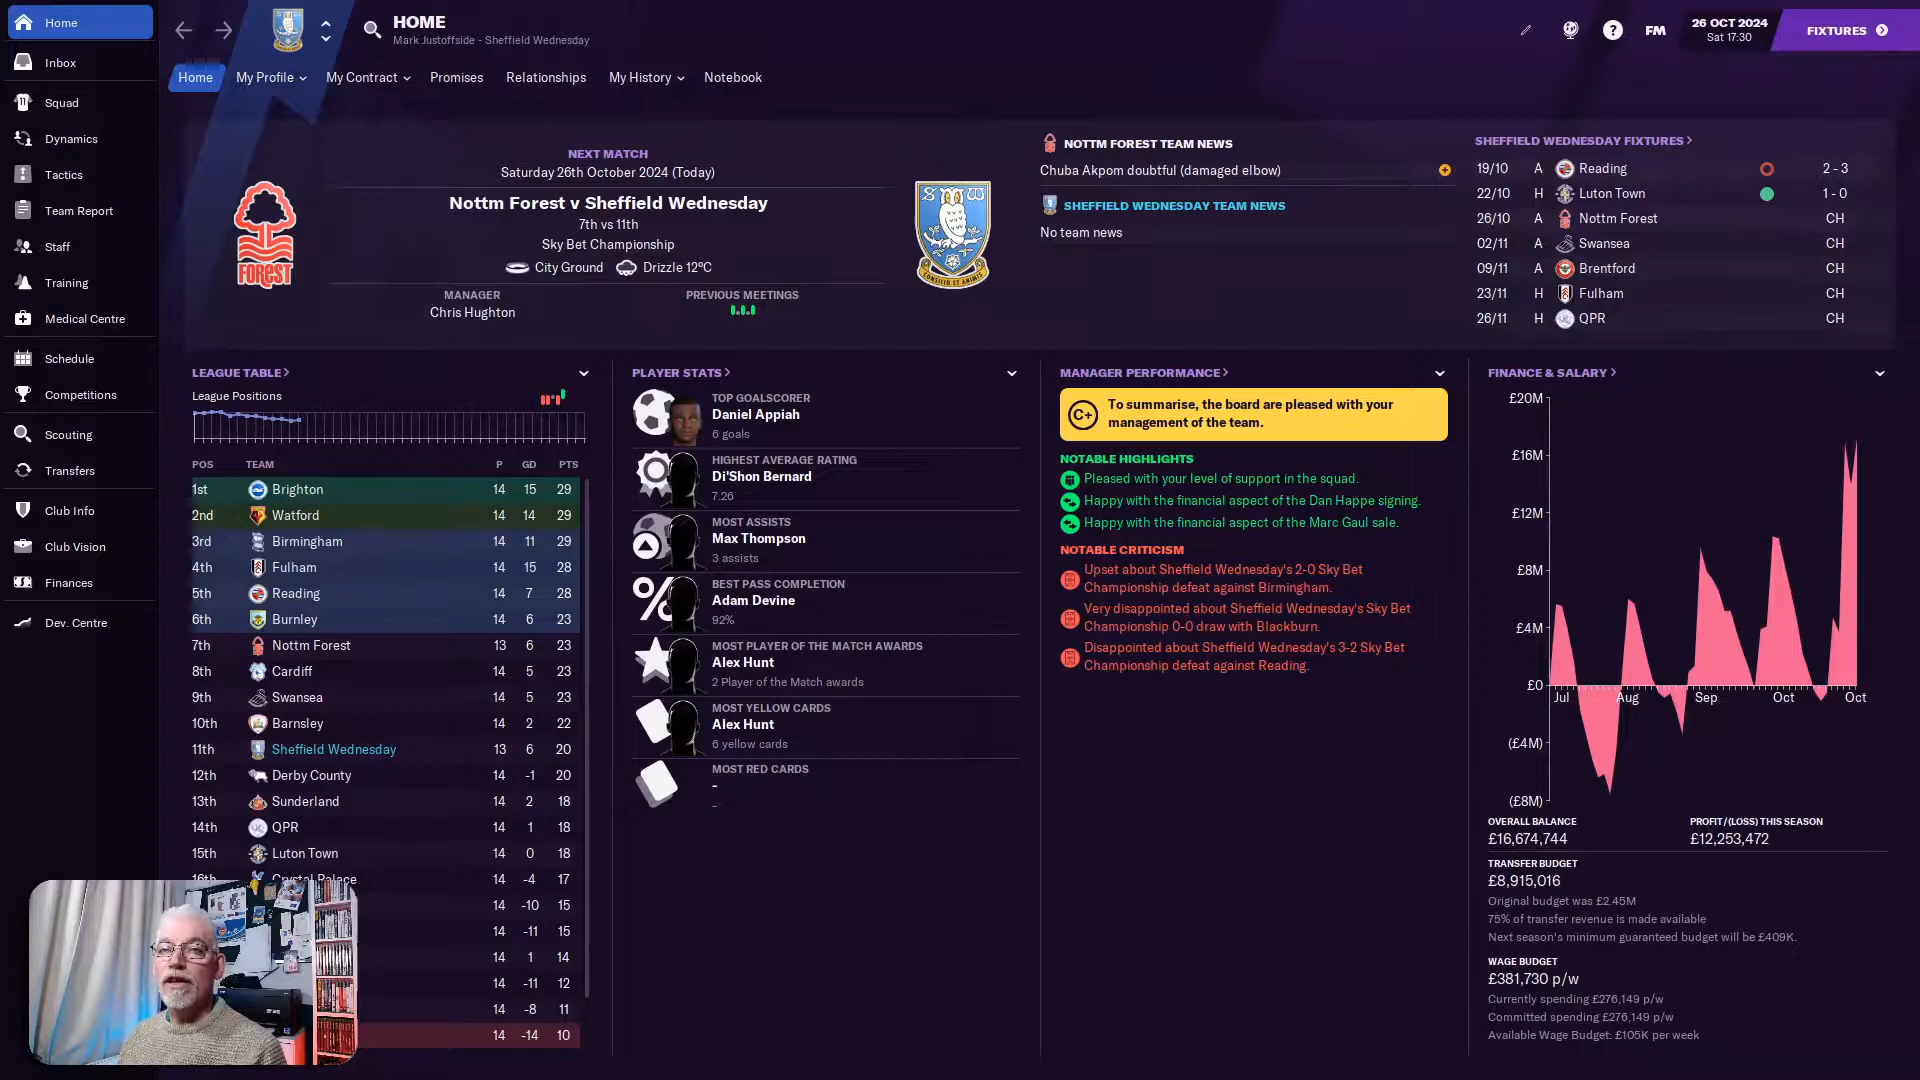 Home
Inbox
Squad
Dynamics
Tactics
Team Report
Staff
Training
Medical Centre
Schedule
Competitions
Scouting
Transfers
Club Info
Club Vision
Finances
Dev. Centre
HOME
Mark Justoffside - Sheffield Wednesday
FM
26 OCT 2024
Sat 17:30
FIXTURES
Home My Profile My Contract Promises Relationships My History Notebook
NEXT MATCH
Saturday 26th October 2024 (Today)
Nottm Forest v Sheffield Wednesday
7th vs 11th
Sky Bet Championship
City Ground Drizzle 12ºC
MANAGER
Chris Hughton
PREVIOUS MEETINGS
FOREST
S W
NOTTM FOREST TEAM NEWS
Chuba Akpom doubtful (damaged elbow)
SHEFFIELD WEDNESDAY TEAM NEWS
No team news
SHEFFIELD WEDNESDAY FIXTURES
19/10 A Reading 2 - 3
22/10 H Luton Town 1 - 0
26/10 A Nottm Forest CH
02/11 A Swansea CH
09/11 A Brentford CH
23/11 H Fulham CH
26/11 H QPR CH
LEAGUE TABLE
League Positions
POS TEAM P GD PTS
1st Brighton 14 15 29
2nd Watford 14 14 29
3rd Birmingham 14 11 29
4th Fulham 14 15 28
5th Reading 14 7 28
6th Burnley 14 6 23
7th Nottm Forest 13 6 23
8th Cardiff 14 5 23
9th Swansea 14 5 23
10th Barnsley 14 2 22
11th Sheffield Wednesday 13 6 20
12th Derby County 14 -1 20
13th Sunderland 14 2 18
14th QPR 14 1 18
15th Luton Town 14 0 18
16th Crystal Palace 14 -4 17
14 -10 15
14 -11 15
14 1 14
14 -11 12
14 -8 11
14 -14 10
PLAYER STATS
TOP GOALSCORER
Daniel Appiah
6 goals
HIGHEST AVERAGE RATING
Di'Shon Bernard
7.26
MOST ASSISTS
Max Thompson
3 assists
BEST PASS COMPLETION
Adam Devine
92%
MOST PLAYER OF THE MATCH AWARDS
Alex Hunt
2 Player of the Match awards
MOST YELLOW CARDS
Alex Hunt
6 yellow cards
MOST RED CARDS
-
-
MANAGER PERFORMANCE
C+
To summarise, the board are pleased with your
management of the team.
NOTABLE HIGHLIGHTS
Pleased with your level of support in the squad.
Happy with the financial aspect of the Dan Happe signing.
Happy with the financial aspect of the Marc Gaul sale.
NOTABLE CRITICISM
Upset about Sheffield Wednesday's 2-0 Sky Bet
Championship defeat against Birmingham.
Very disappointed about Sheffield Wednesday's Sky Bet
Championship 0-0 draw with Blackburn.
Disappointed about Sheffield Wednesday's 3-2 Sky Bet
Championship defeat against Reading.
FINANCE & SALARY
£20M
£16M
£12M
£8M
£4M
£0
(£4M)
(£8M)
Jul Aug Sep Oct Oct
OVERALL BALANCE
£16,674,744
PROFIT/(LOSS) THIS SEASON
£12,253,472
TRANSFER BUDGET
£8,915,016
Original budget was £2.45M
75% of transfer revenue is made available
Next season's minimum guaranteed budget will be £409K.
WAGE BUDGET
£381,730 p/w
Currently spending £276,149 p/w
Committed spending £276,149 p/w
Available Wage Budget: £105K per week